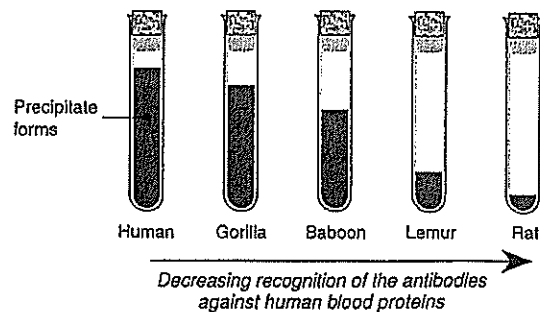 Precipitate
forms
Human Gorilla Baboon Lemur Rat
Decreasing recognition of the antibodies
against human blood proteins